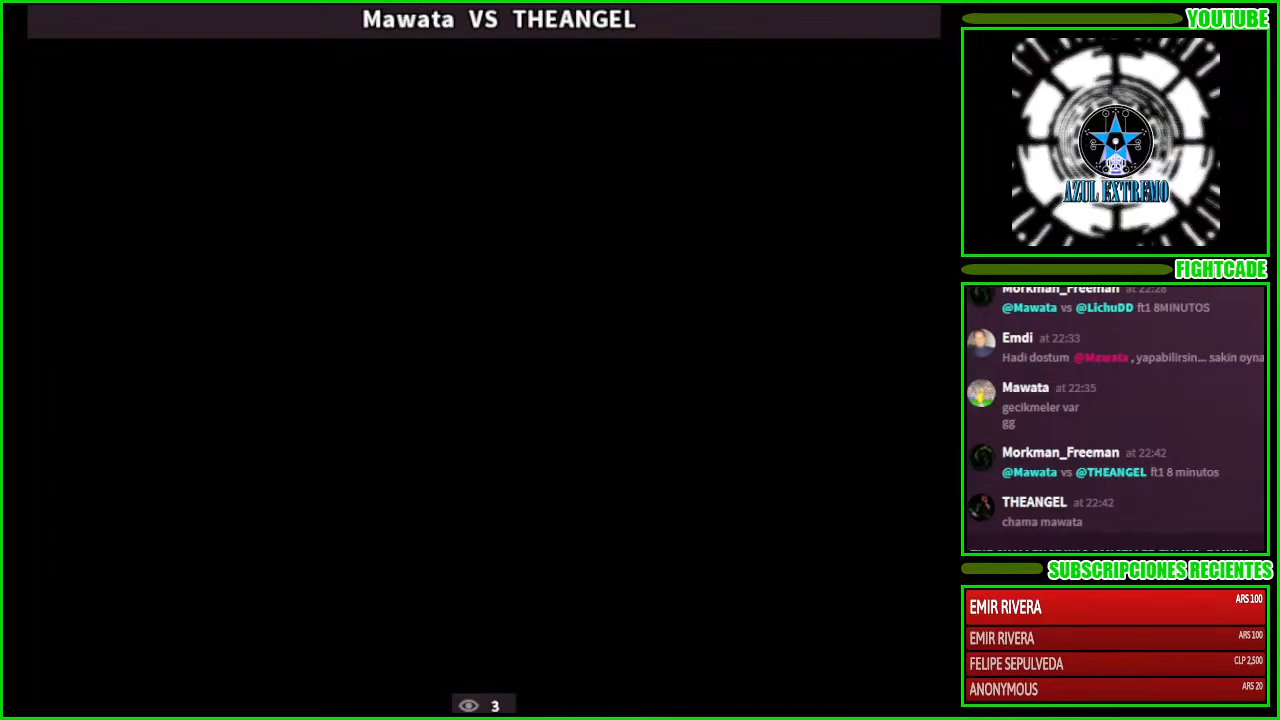 Mawata VS THEANGEL
3
YOUTUBE
AZUL EXTREMO
FIGHTCADE
Morkman_Freeman at 22:28
@Mawata vs @LichuDD ft1 8MINUTOS
Emdi at 22:33
Hadi dostum @Mawata , yapabilirsin... sakin oyna
Mawata at 22:35
gecikmeler var
gg
Morkman_Freeman at 22:42
@Mawata vs @THEANGEL ft1 8 minutos
THEANGEL at 22:42
chama mawata
SUBSCRIPCIONES RECIENTES
EMIR RIVERA ARS 100
EMIR RIVERA ARS 100
FELIPE SEPULVEDA CLP 2,500
ANONYMOUS ARS 20